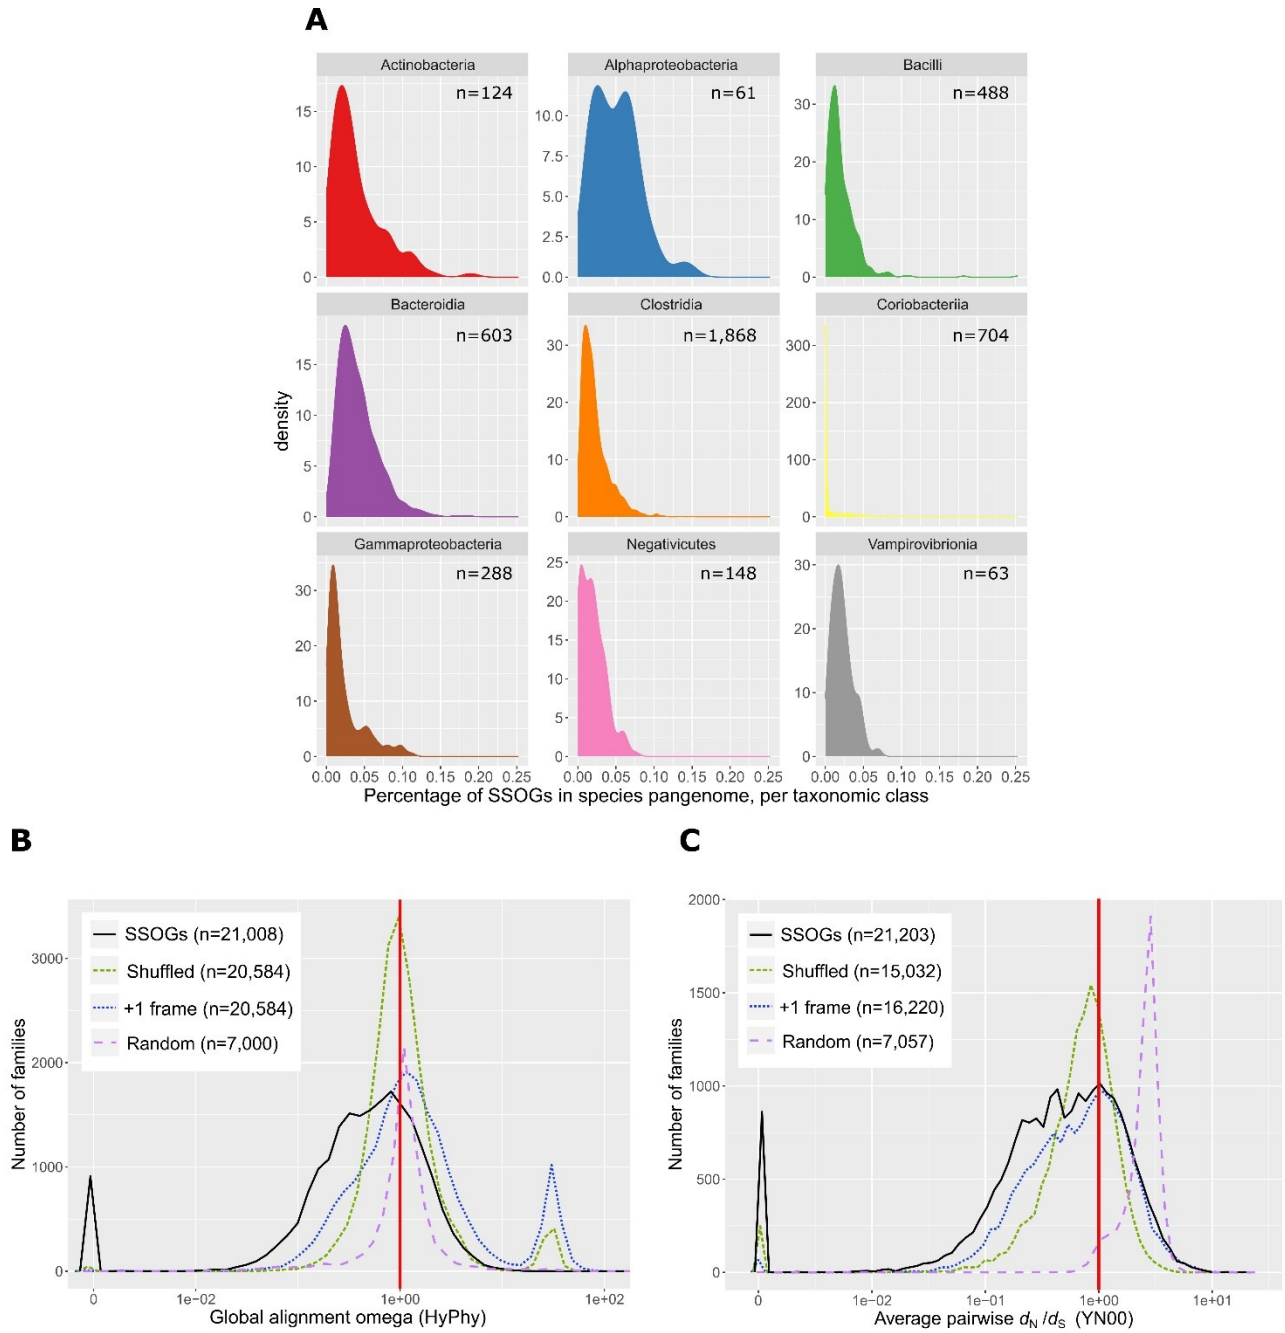 A
Actinobacteria
n=124
15
10
5
0
Alphaproteobacteria
n=61
10.0
7.5
5.0
2.5
0.0
Bacilli
n=488
30
20
10
0
Bacteroidia
n=603
15
10
5
0
Clostridia
n=1,868
30
20
10
0
Coriobacteriia
n=704
300
200
100
0
density
Gammaproteobacteria
n=288
30
20
10
0
0.00 0.05 0.10 0.15 0.20 0.25
Negativicutes
n=148
25
20
15
10
5
0
0.00 0.05 0.10 0.15 0.20 0.25
Vampirovibrionia
n=63
30
20
10
0
0.00 0.05 0.10 0.15 0.20 0.25
Percentage of SSOGs in species pangenome, per taxonomic class
B
SSOGs (n=21,008)
Shuffled (n=20,584)
+1 frame (n=20,584)
Random (n=7,000)
Number of families
3000
2000
1000
0
0 1e-02 1e+00 1e+02
Global alignment omega (HyPhy)
C
SSOGs (n=21,203)
Shuffled (n=15,032)
+1 frame (n=16,220)
Random (n=7,057)
Number of families
2000
1500
1000
500
0
0 1e-02 1e-01 1e+00 1e+01
Average pairwise dN/dS (YN00)